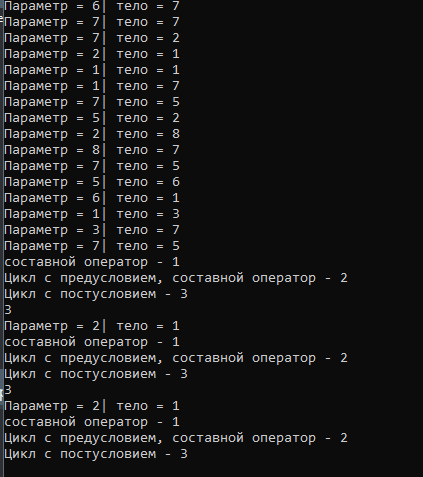 Параметр = 6| тело = 7
Параметр = 7| тело = 7
Параметр = 7| тело = 2
Параметр = 2| тело = 1
Параметр = 1| тело = 1
Параметр = 1| тело = 7
Параметр = 7| тело = 5
Параметр = 5| тело = 2
Параметр = 2| тело = 8
Параметр = 8| тело = 7
Параметр = 7| тело = 5
Параметр = 5| тело = 6
Параметр = 6| тело = 1
Параметр = 1| тело = 3
Параметр = 3| тело = 7
Параметр = 7| тело = 5
составной оператор - 1
Цикл с предусловием, составной оператор - 2
Цикл с постусловием - 3
3
Параметр = 2| тело = 1
составной оператор - 1
Цикл с предусловием, составной оператор - 2
Цикл с постусловием - 3
3
Параметр = 2| тело = 1
составной оператор - 1
Цикл с предусловием, составной оператор - 2
Цикл с постусловием - 3